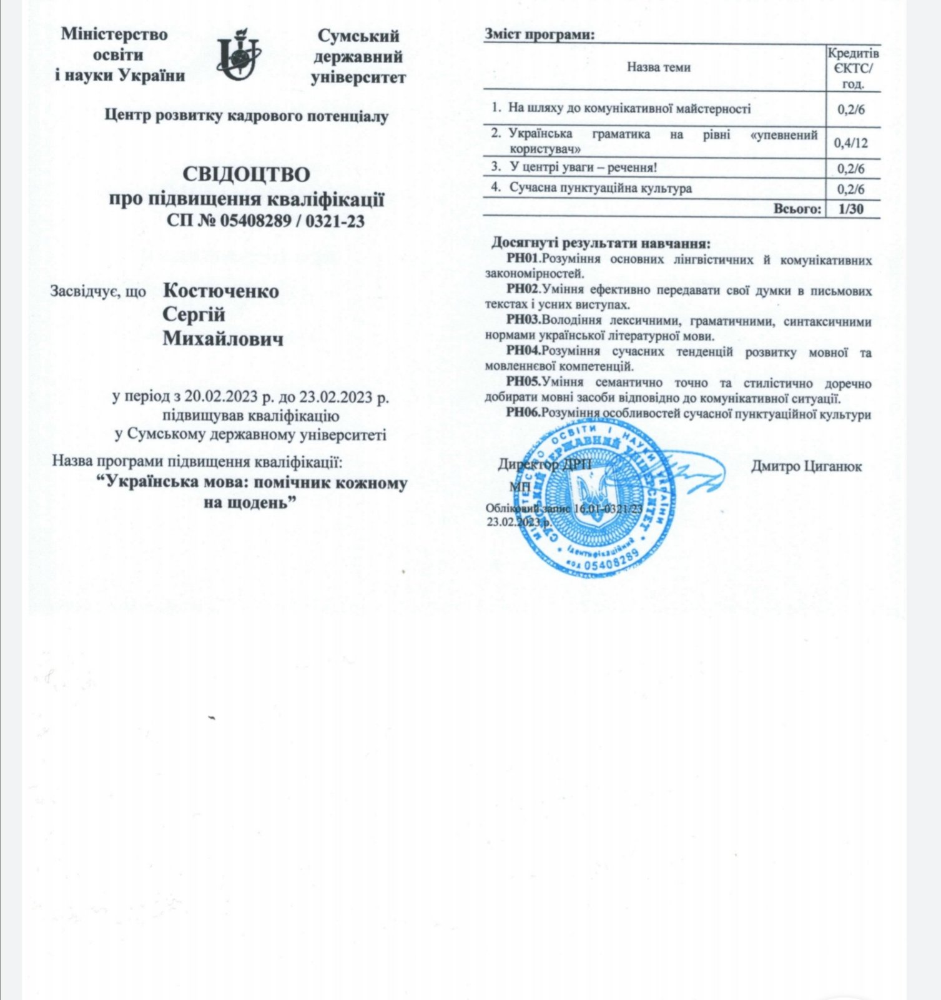 Міністерство
освіти
і науки України
Сумський
державний
університет
Центр розвитку кадрового потенціалу
СВІДОЦТВО
про підвищення кваліфікації
СП № 05408289 / 0321-23
Засвідчує, що Костюченко
Сергій
Михайлович
у період з 20.02.2023 р. до 23.02.2023 р.
підвищував кваліфікацію
у Сумському державному університеті
Назва програми підвищення кваліфікації:
“Українська мова: помічник кожному
на щодень”
Зміст програми:
Назва теми
Кредитів
ЄКТС/
год.
1. На шляху до комунікативної майстерності 0,2/6
2. Українська граматика на рівні «упевнений
користувач» 0,4/12
3. У центрі уваги – речення! 0,2/6
4. Сучасна пунктуаційна культура 0,2/6
Всього: 1/30
Досягнуті результати навчання:
РН01.Розуміння основних лінгвістичних й комунікативних
закономірностей.
РН02.Уміння ефективно передавати свої думки в письмових
текстах і усних виступах.
РН03.Володіння лексичними, граматичними, синтаксичними
нормами української літературної мови.
РН04.Розуміння сучасних тенденцій розвитку мовної та
мовленнєвої компетенцій.
РН05.Уміння семантично точно та стилістично доречно
добирати мовні засоби відповідно до комунікативної ситуації.
РН06.Розуміння особливостей сучасної пунктуаційної культури
Директор ДРП Дмитро Циганюк
МП
Обліковий запис 16.01-0321/23
23.02.2023 р.
МІНІСТЕРСТВО ОСВІТИ І НАУКИ УКРАЇНИ
СУМСЬКИЙ ДЕРЖАВНИЙ УНІВЕРСИТЕТ
ідентифікаційний
код 05408289